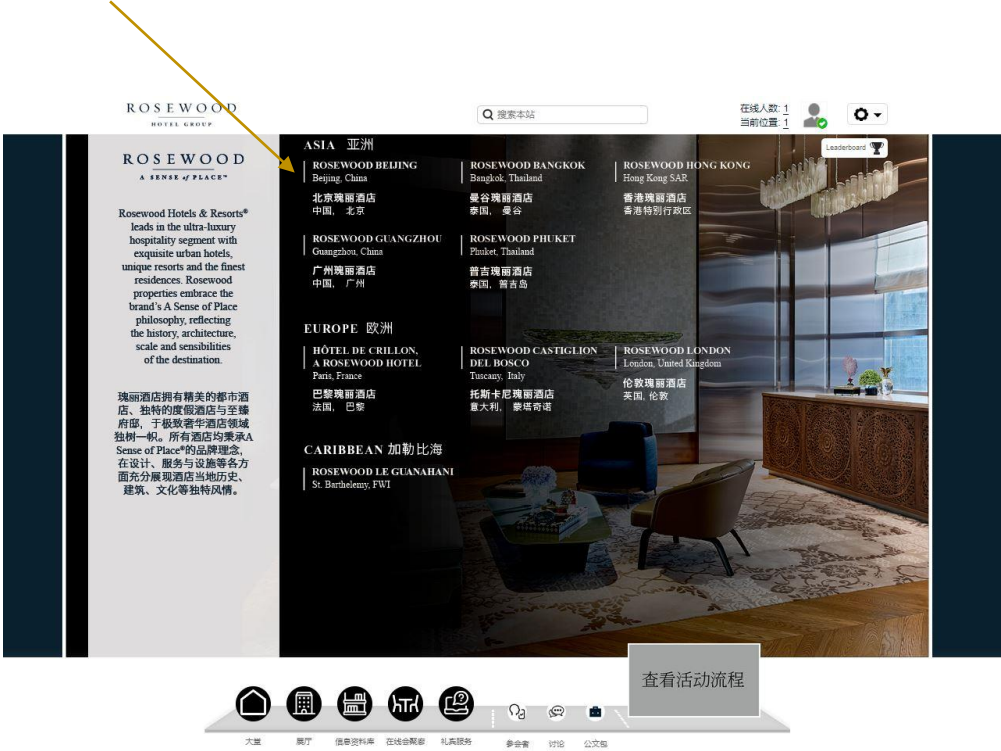 ROSEWOOD
HOTEL GROUP
搜索本站
在线人数: 1
当前位置: 1
Leaderboard
ROSEWOOD
A SENSE of PLACE™
Rosewood Hotels & Resorts®
leads in the ultra-luxury
hospitality segment with
exquisite urban hotels,
unique resorts and the finest
residences. Rosewood
properties embrace the
brand's A Sense of Place
philosophy, reflecting
the history, architecture,
scale and sensibilities
of the destination.
瑰丽酒店拥有精美的都市酒
店、独特的度假酒店与至臻
府邸，于极致奢华酒店领域
独树一帜。所有酒店均秉承A
Sense of Place®的品牌理念，
在设计、服务与设施等各方
面充分展现酒店当地历史、
建筑、文化等独特风情。
ASIA 亚洲
ROSEWOOD BEIJING
Beijing, China
北京瑰丽酒店
中国， 北京
ROSEWOOD BANGKOK
Bangkok, Thailand
曼谷瑰丽酒店
泰国， 曼谷
ROSEWOOD HONG KONG
Hong Kong SAR
香港瑰丽酒店
香港特别行政区
ROSEWOOD GUANGZHOU
Guangzhou, China
广州瑰丽酒店
中国， 广州
ROSEWOOD PHUKET
Phuket, Thailand
普吉瑰丽酒店
泰国， 普吉岛
EUROPE 欧洲
HÔTEL DE CRILLON,
A ROSEWOOD HOTEL
Paris, France
巴黎瑰丽酒店
法国， 巴黎
ROSEWOOD CASTIGLION
DEL BOSCO
Tuscany, Italy
托斯卡尼瑰丽酒店
意大利， 蒙塔奇诺
ROSEWOOD LONDON
London, United Kingdom
伦敦瑰丽酒店
英国, 伦敦
CARIBBEAN 加勒比海
ROSEWOOD LE GUANAHANI
St. Barthelemy, FWI
查看活动流程
大堂
展厅
信息资料库
在线会聚客
礼宾服务
参会者
讨论
公文包